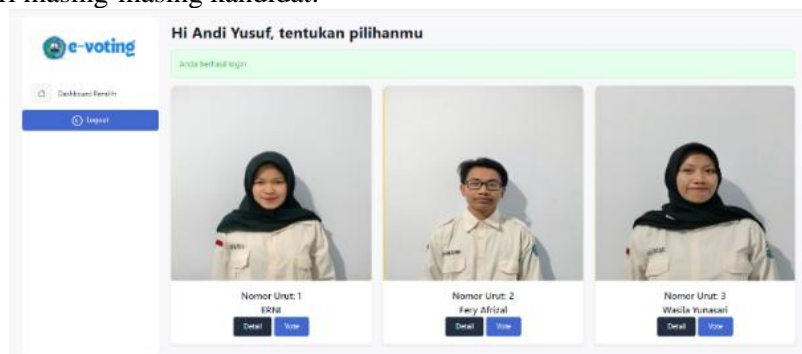 ri masing-masing kandidat.
e-voting
Hi Andi Yusuf, tentukan pilihanmu
Anda berhasil login
Dashboard Pemilih
Logout
Nomor Urut: 1
ERNI
Detail Vote
Nomor Urut: 2
Fery Afrizal
Detail Vote
Nomor Urut: 3
Wasila Yunasari
Detail Vote